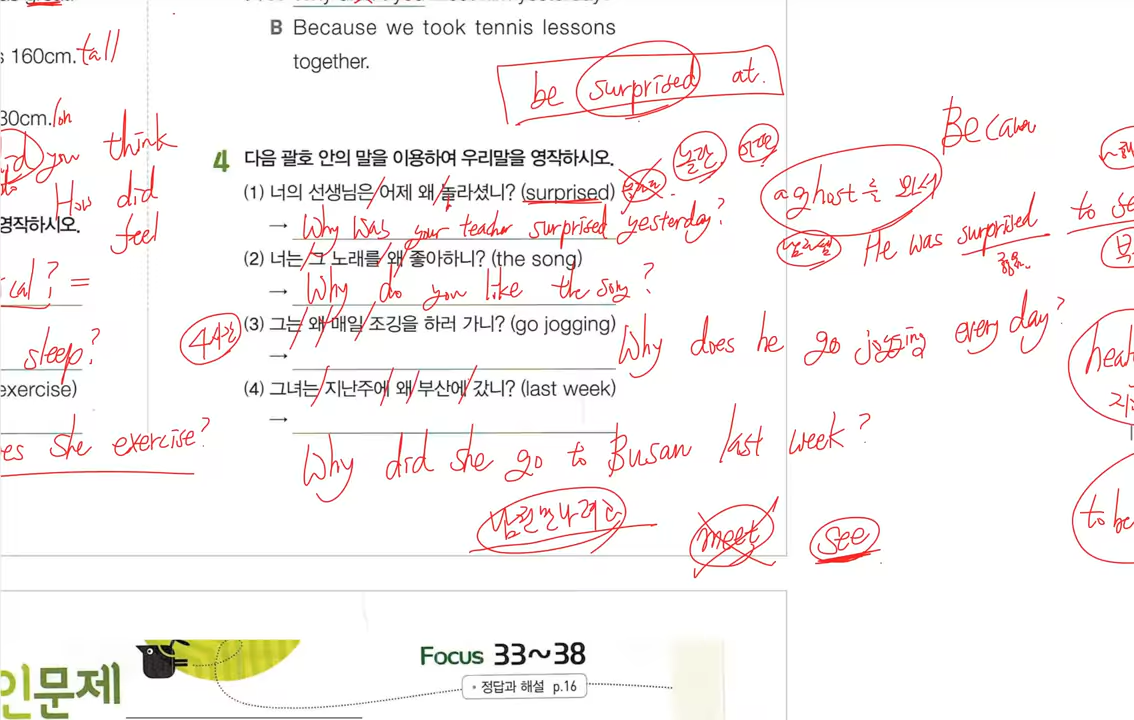 160cm. tall
B Because we took tennis lessons
together.
be surprised at.
30cm.
you think
How did
feel
영작하시오.
4 다음 괄호 안의 말을 이용하여 우리말을 영작하시오.
놀란
(1) 너의 선생님은 어제 왜 놀라셨니? (surprised)
→ Why was your teacher surprised yesterday?
a ghost를 봐서
He was surprised to se
(2) 너는 그 노래를 왜 좋아하니? (the song)
→ Why do you like the song?
cal? =
(3) 그는 왜 매일 조깅을 하러 가니? (go jogging)
→ Why does he go jogging every day?
sleep?
exercise)
(4) 그녀는 지난주에 왜 부산에 갔니? (last week)
→ Why did she go to Busan last week?
es she exercise?
남친만나려고
meet
see
to be
인문제
Focus 33~38
• 정답과 해설 p.16